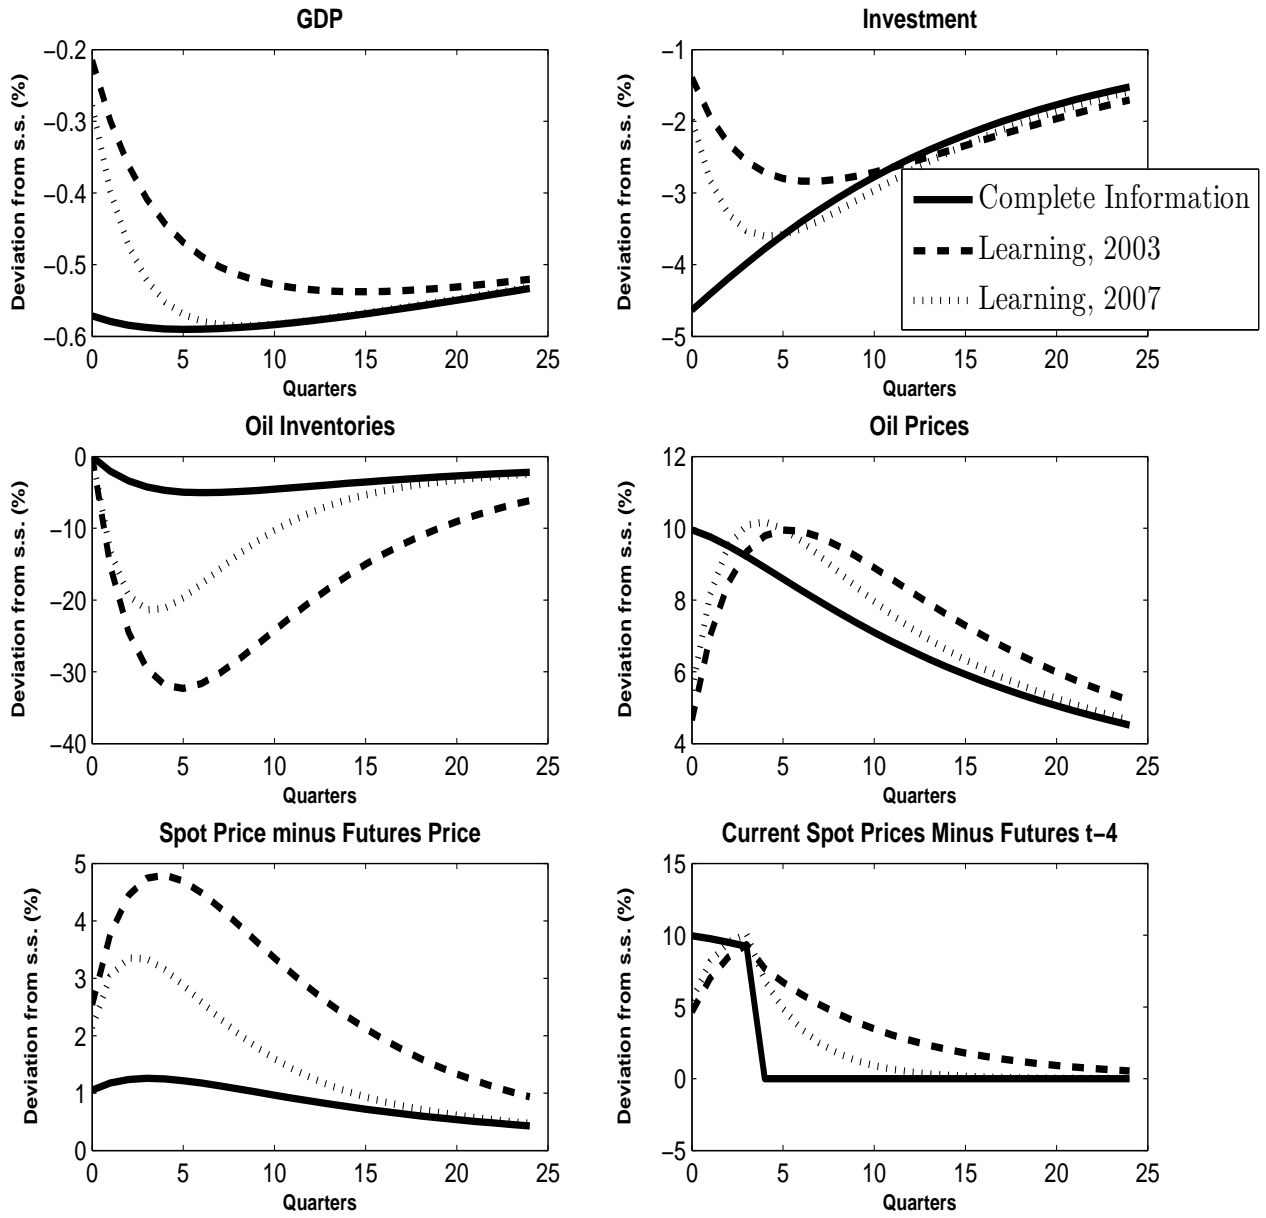 GDP
Deviation from s.s. (%)
−0.2
−0.3
−0.4
−0.5
−0.6
0 5 10 15 20 25
Quarters
Investment
Deviation from s.s. (%)
−1
−2
−3
−4
−5
0 5 10 15 20 25
Quarters
Complete Information
Learning, 2003
Learning, 2007
Oil Inventories
Deviation from s.s. (%)
0
−10
−20
−30
−40
0 5 10 15 20 25
Quarters
Oil Prices
Deviation from s.s. (%)
12
10
8
6
4
0 5 10 15 20 25
Quarters
Spot Price minus Futures Price
Deviation from s.s. (%)
5
4
3
2
1
0
0 5 10 15 20 25
Quarters
Current Spot Prices Minus Futures t−4
Deviation from s.s. (%)
15
10
5
0
−5
0 5 10 15 20 25
Quarters